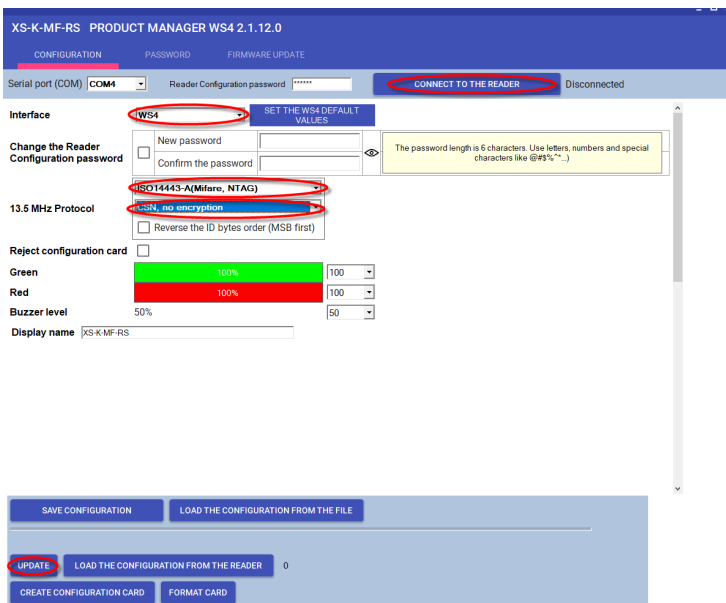 XS-K-MF-RS PRODUCT MANAGER WS4 2.1.12.0
CONFIGURATION PASSWORD FIRMWARE UPDATE
Serial port (COM) COM4 Reader Configuration password ****** CONNECT TO THE READER Disconnected
Interface WS4 SET THE WS4 DEFAULT
VALUES
Change the Reader
Configuration password
New password
Confirm the password
The password length is 6 characters. Use letters, numbers and special
characters like @#$%^*...)
ISO14443-A(Mifare, NTAG)
13.5 MHz Protocol CSN, no encryption
Reverse the ID bytes order (MSB first)
Reject configuration card
Green 100% 100
Red 100% 100
Buzzer level 50% 50
Display name XS-K-MF-RS
SAVE CONFIGURATION LOAD THE CONFIGURATION FROM THE FILE
UPDATE LOAD THE CONFIGURATION FROM THE READER 0
CREATE CONFIGURATION CARD FORMAT CARD